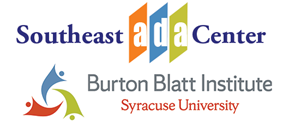 Southeast ada Center
Burton Blatt Institute
Syracuse University